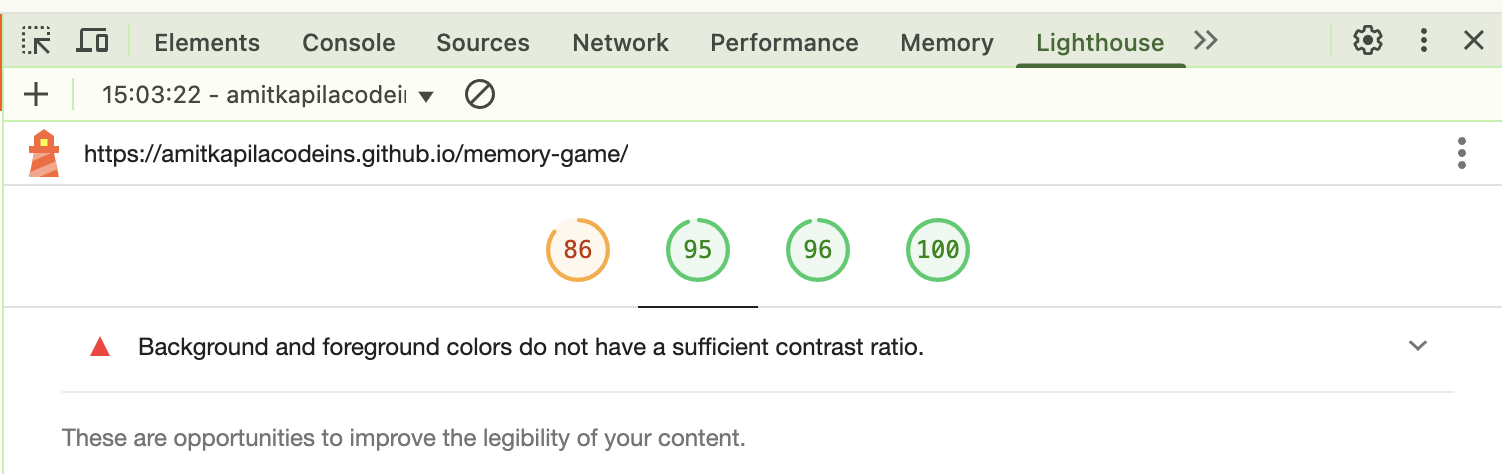 Elements Console Sources Network Performance Memory Lighthouse
15:03:22 - amitkapilacodei
https://amitkapilacodeins.github.io/memory-game/
86 95 96 100
Background and foreground colors do not have a sufficient contrast ratio.
These are opportunities to improve the legibility of your content.